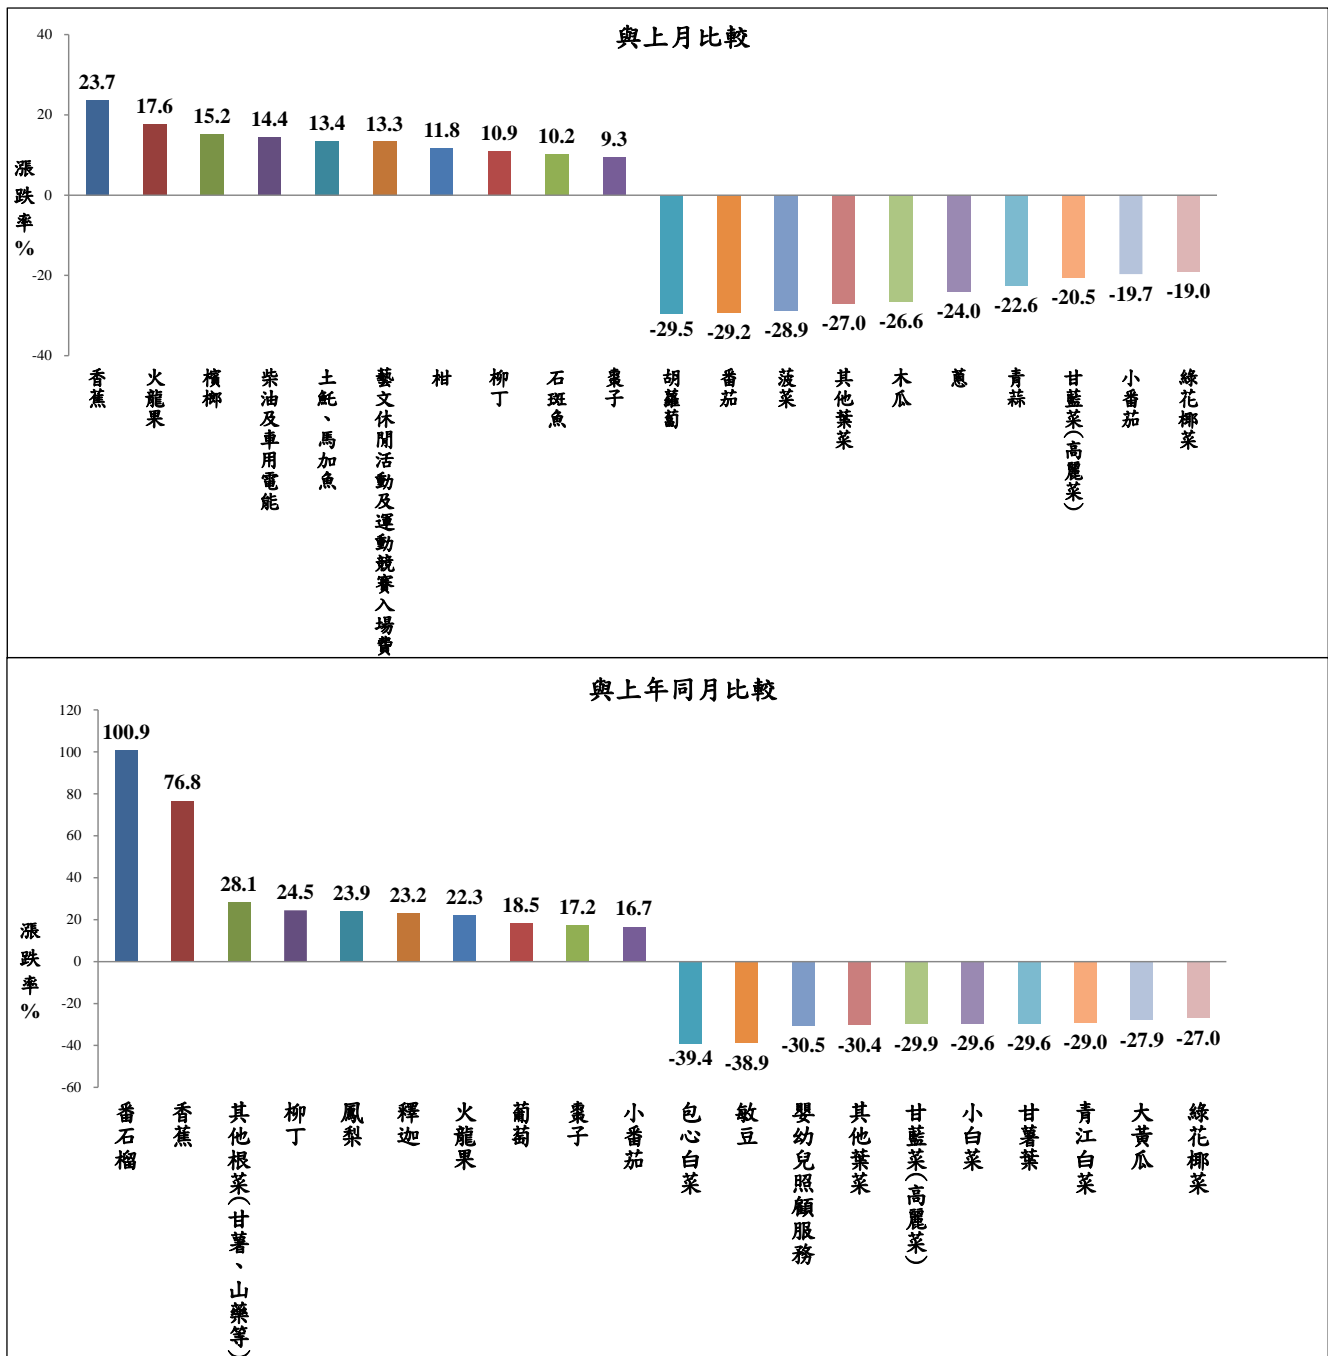 與上月比較
漲跌率%
40
20
0
-20
-40
23.7
17.6
15.2
14.4
13.4
13.3
11.8
10.9
10.2
9.3
-29.5
-29.2
-28.9
-27.0
-26.6
-24.0
-22.6
-20.5
-19.7
-19.0
香蕉
火龍果
檳榔
柴油及車用電能
土魠、馬加魚
藝文休閒活動及運動競賽入場費
柑
柳丁
石斑魚
棗子
胡蘿蔔
番茄
菠菜
其他葉菜
木瓜
蔥
青蒜
甘藍菜(高麗菜)
小番茄
綠花椰菜
與上年同月比較
漲跌率%
120
100
80
60
40
20
0
-20
-40
-60
100.9
76.8
28.1
24.5
23.9
23.2
22.3
18.5
17.2
16.7
-39.4
-38.9
-30.5
-30.4
-29.9
-29.6
-29.6
-29.0
-27.9
-27.0
番石榴
香蕉
其他根菜(甘薯、山藥等)
柳丁
鳳梨
釋迦
火龍果
葡萄
棗子
小番茄
包心白菜
敏豆
嬰幼兒照顧服務
其他葉菜
甘藍菜(高麗菜)
小白菜
甘薯葉
青江白菜
大黃瓜
綠花椰菜